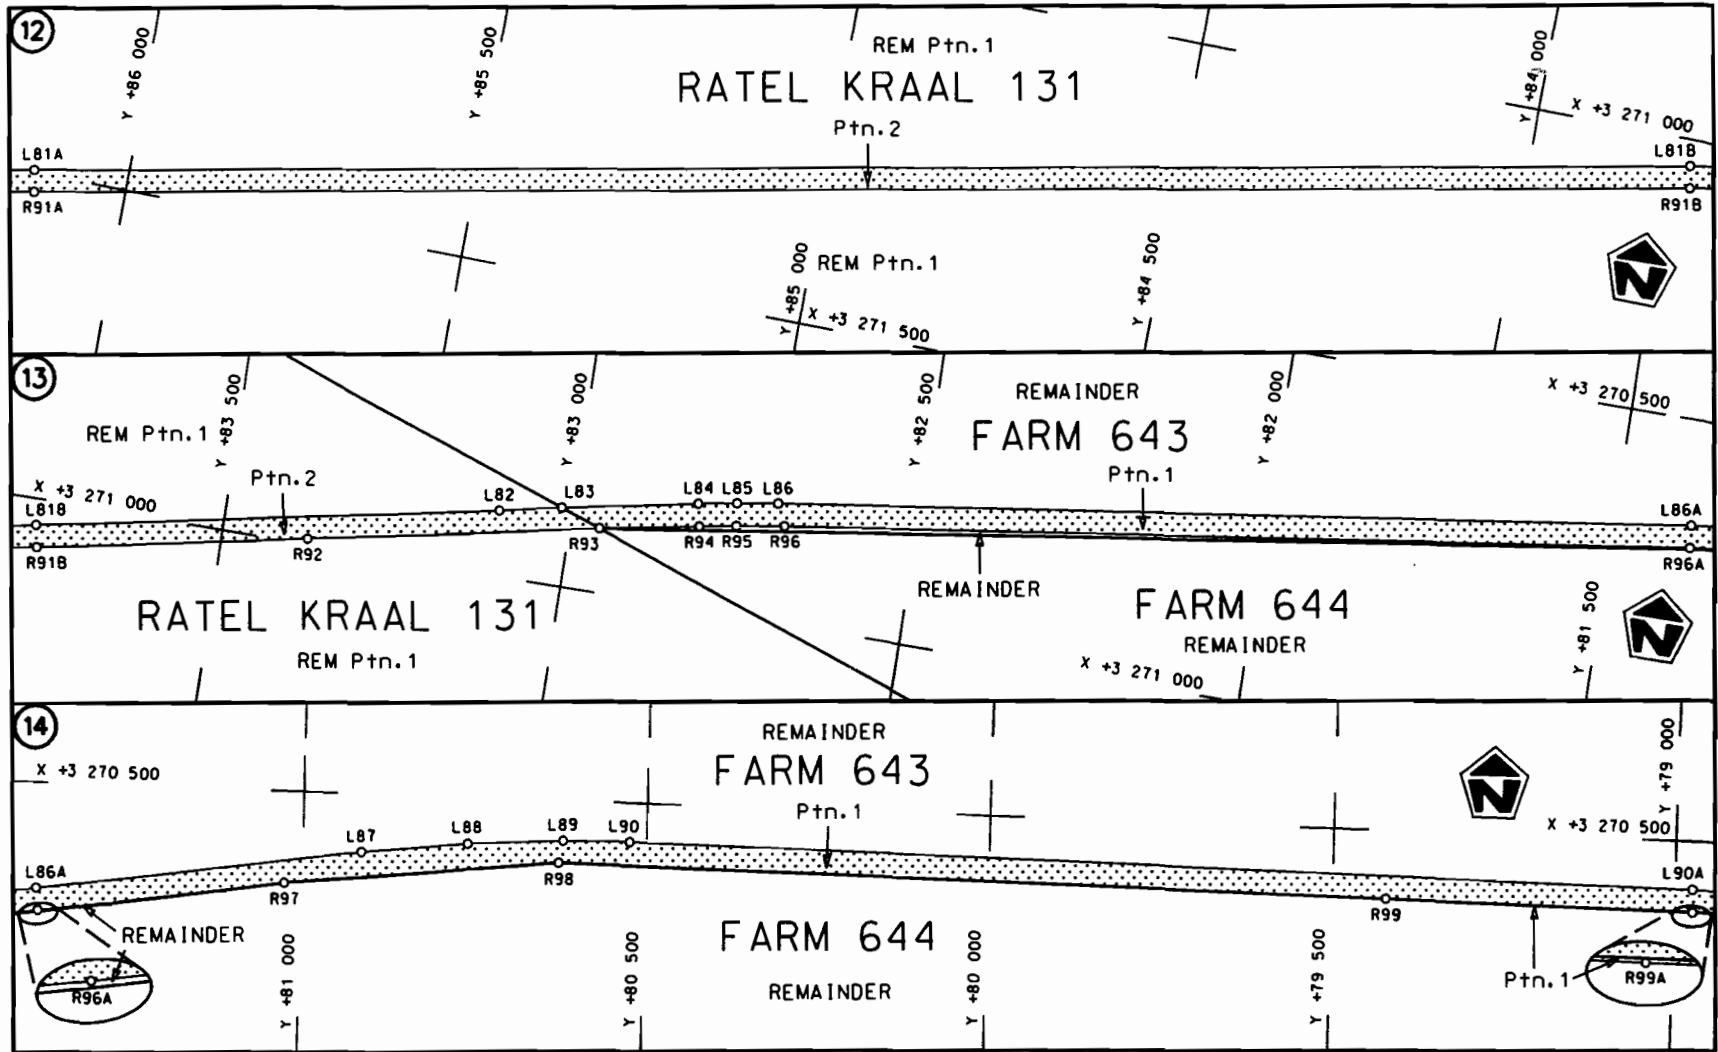 12
Y +86 000
Y +85 500
REM Ptn.1
RATEL KRAAL 131
Ptn.2
Y +84 000
X +3 271 000
L81A
L81B
R91A
R91B
Y +85 000
REM Ptn.1
X +3 271 500
Y +84 500
N
13
Y +83 500
Y +83 000
Y +82 500
Y +82 000
REMAINDER
FARM 643
Ptn.1
X +3 270 500
REM Ptn.1
Ptn.2
X +3 271 000
L81B
L82
L83
L84
L85
L86
L86A
R91B
R92
R93
R94
R95
R96
R96A
REMAINDER
RATEL KRAAL 131
REM Ptn.1
FARM 644
REMAINDER
X +3 271 000
Y +81 500
N
14
REMAINDER
FARM 643
Ptn.1
X +3 270 500
Y +79 000
X +3 270 500
N
L86A
L87
L88
L89
L90
L90A
R97
R98
R99
REMAINDER
R96A
FARM 644
REMAINDER
Y +81 000
Y +80 500
Y +80 000
Y +79 500
Ptn.1
R99A